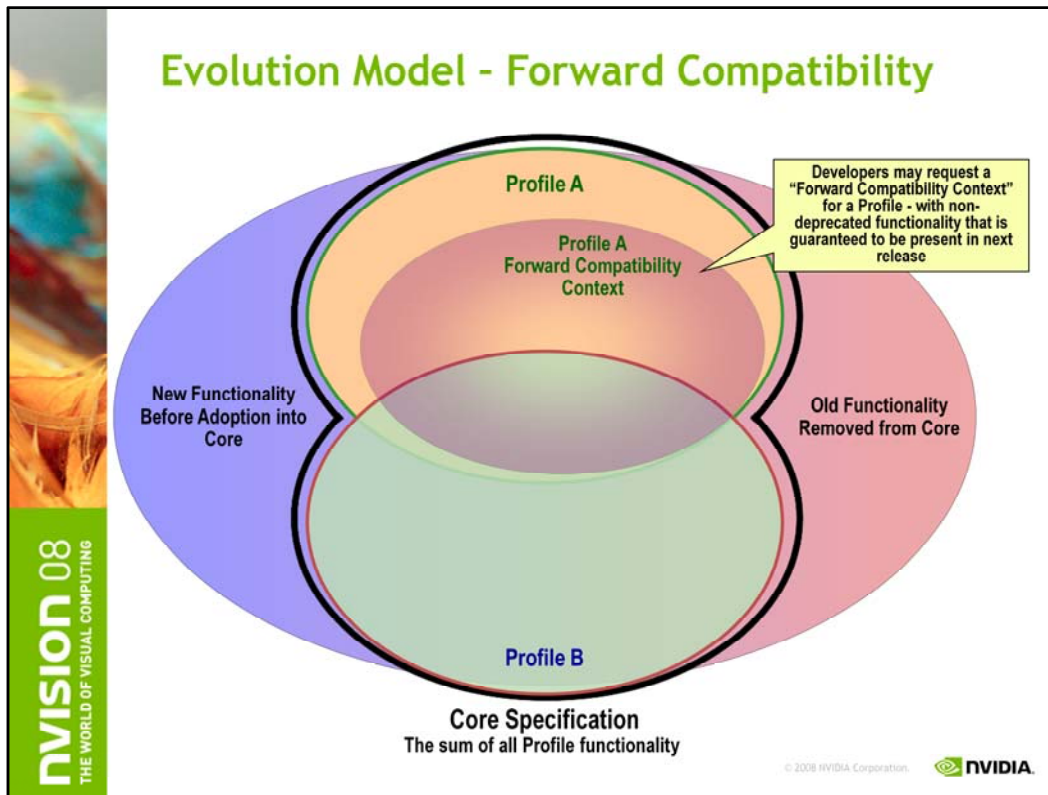 Evolution Model – Forward Compatibility
Profile A
Developers may request a
“Forward Compatibility Context”
for a Profile - with non-
deprecated functionality that is
guaranteed to be present in next
release
Profile A
Forward Compatibility
Context
New Functionality
Before Adoption into
Core
Old Functionality
Removed from Core
Profile B
Core Specification
The sum of all Profile functionality
nVISION 08
THE WORLD OF VISUAL COMPUTING
© 2008 NVIDIA Corporation.
NVIDIA.